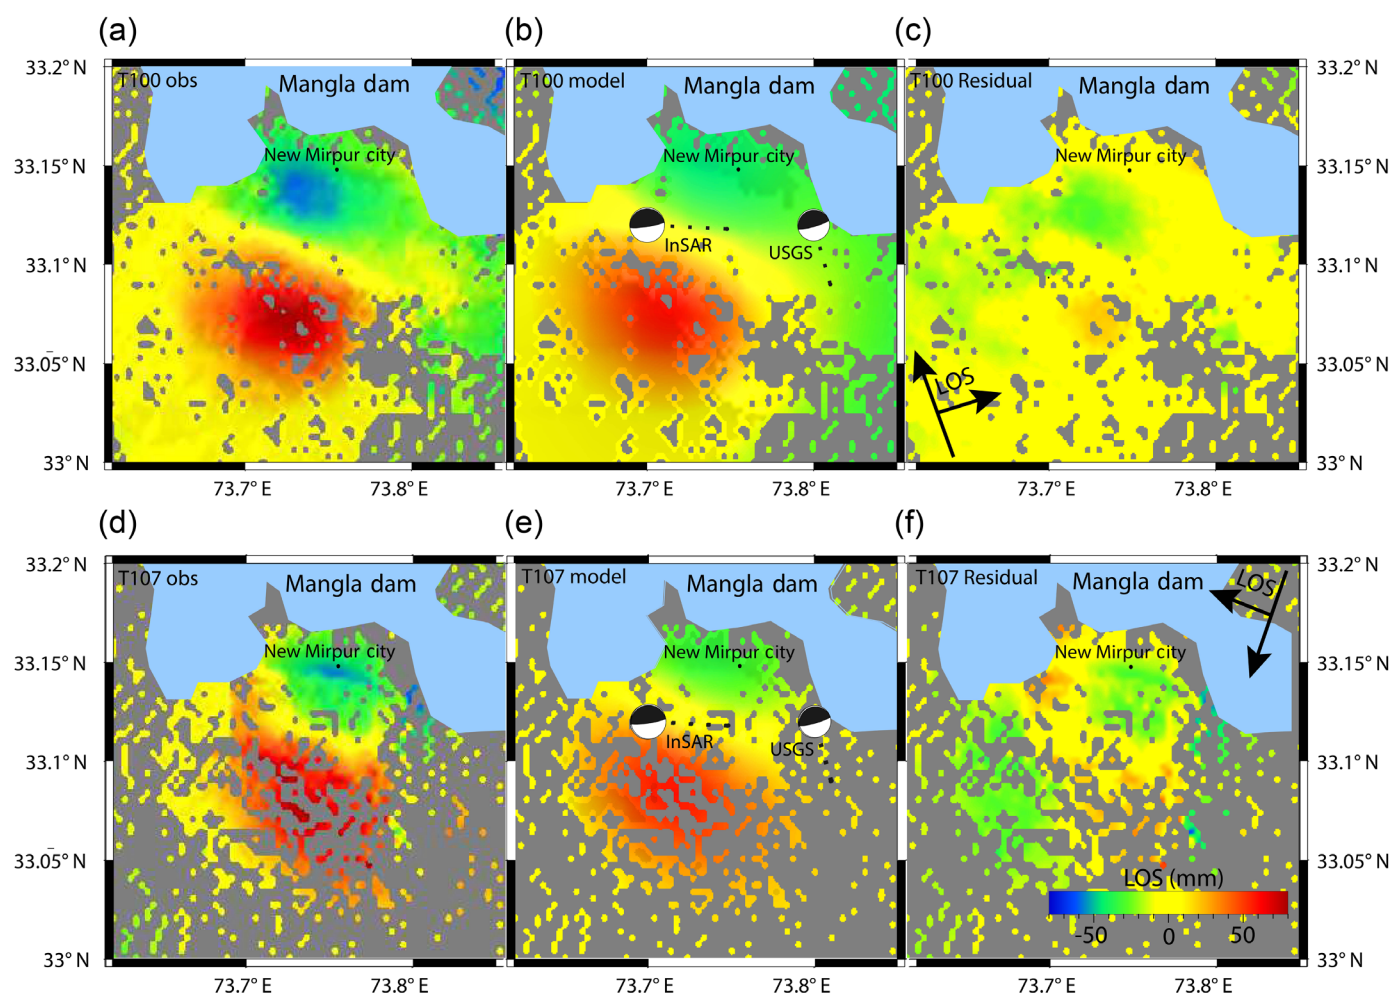 (a)
(b)
(c)
T100 obs
Mangla dam
New Mirpur city
T100 model
Mangla dam
New Mirpur city
InSAR
USGS
T100 Residual
Mangla dam
New Mirpur city
LOS
33.2° N
33.15° N
33.1° N
33.05° N
33° N
33.2° N
33.15° N
33.1° N
33.05° N
33° N
73.7° E
73.8° E
73.7° E
73.8° E
73.7° E
73.8° E
(d)
(e)
(f)
T107 obs
Mangla dam
New Mirpur city
T107 model
Mangla dam
New Mirpur city
InSAR
USGS
T107 Residual
Mangla dam
LOS
New Mirpur city
LOS (mm)
-50
0
50
33.2° N
33.15° N
33.1° N
33.05° N
33° N
33.2° N
33.15° N
33.1° N
33.05° N
33° N
73.7° E
73.8° E
73.7° E
73.8° E
73.7° E
73.8° E